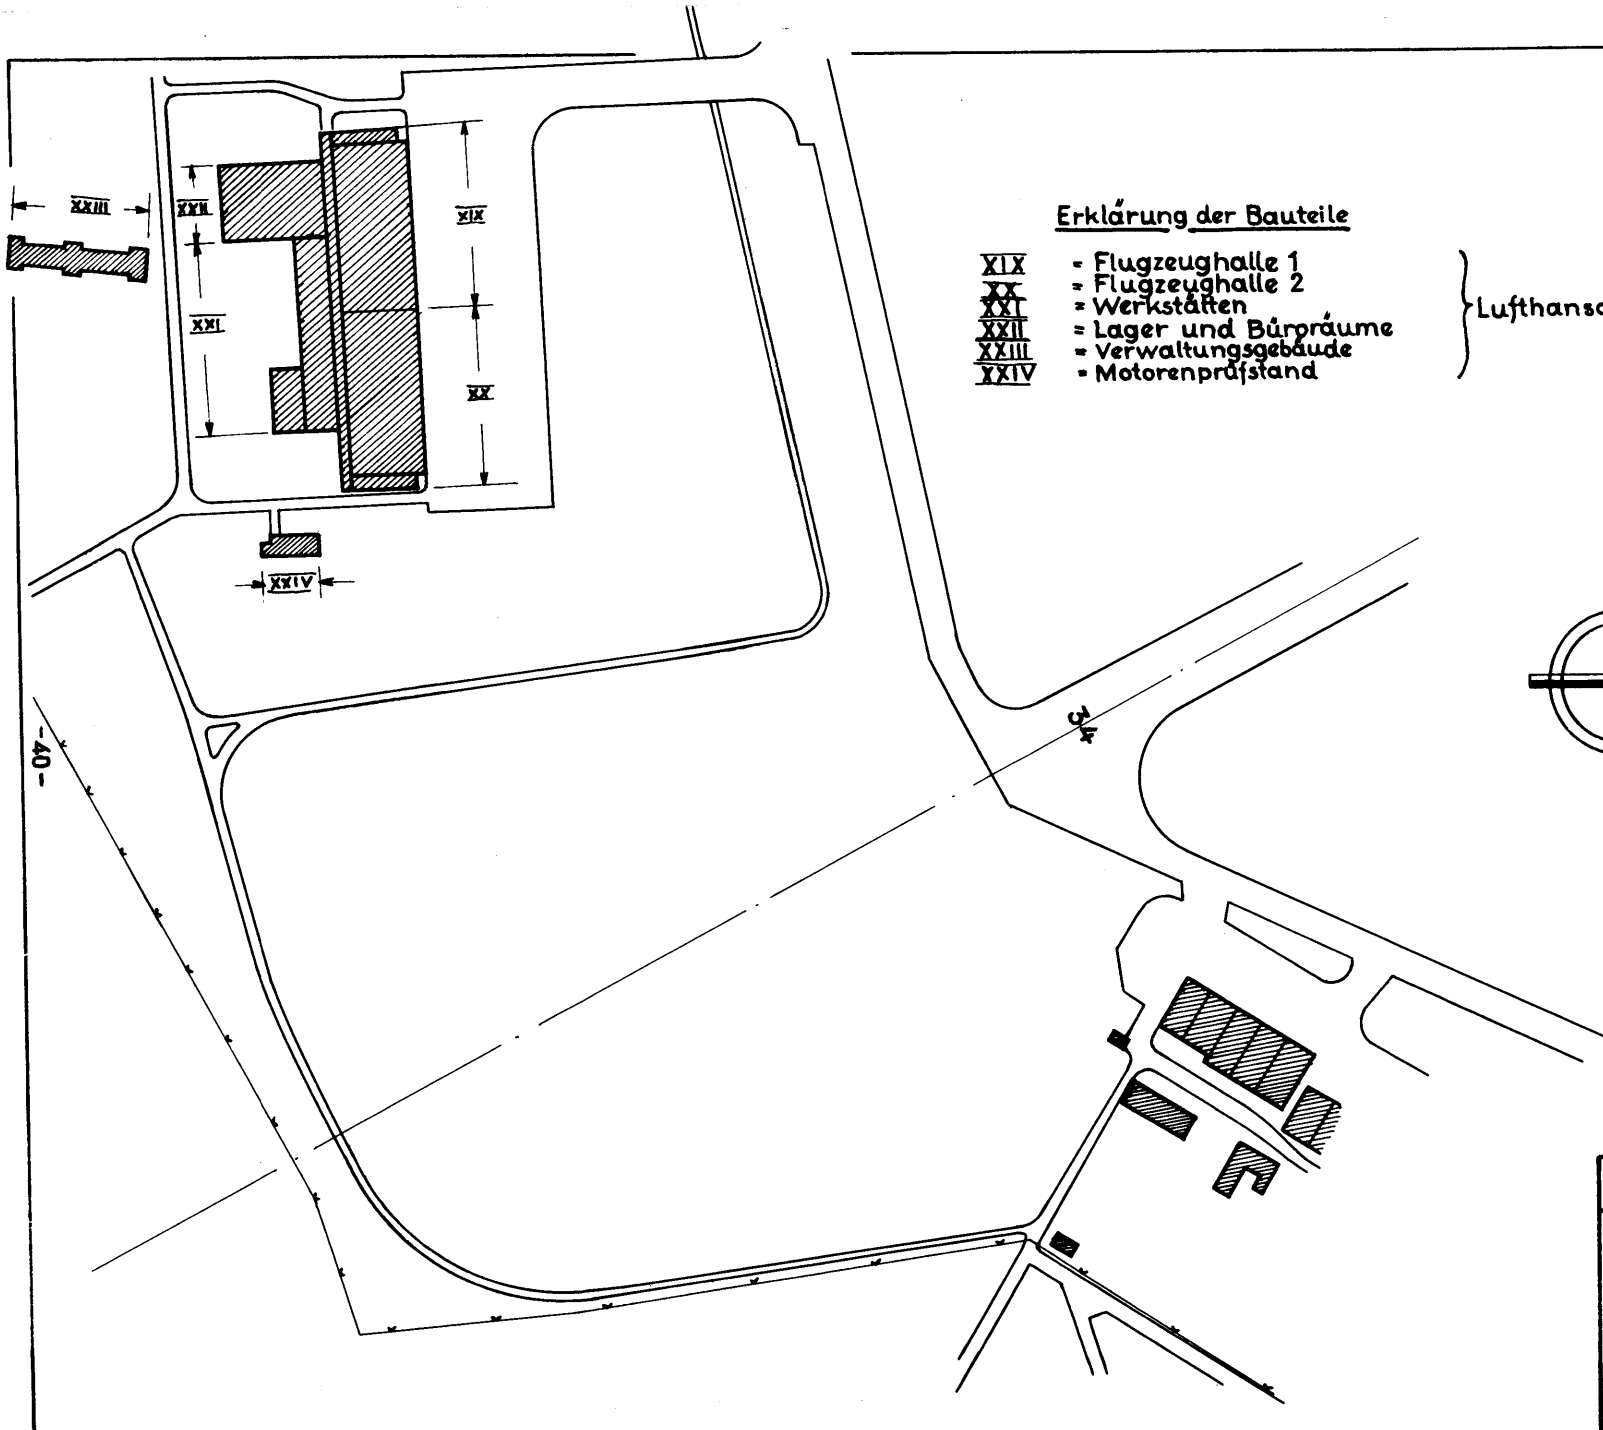 Erklärung der Bauteile
XIX = Flugzeughalle 1
XX = Flugzeughalle 2
XXI = Werkstätten
XXII = Lager und Büroräume
XXIII = Verwaltungsgebäude
XXIV = Motorenprüfstand
Lufthansa
XXIII
XXII
XIX
XXI
XX
XXIV
34
-40-